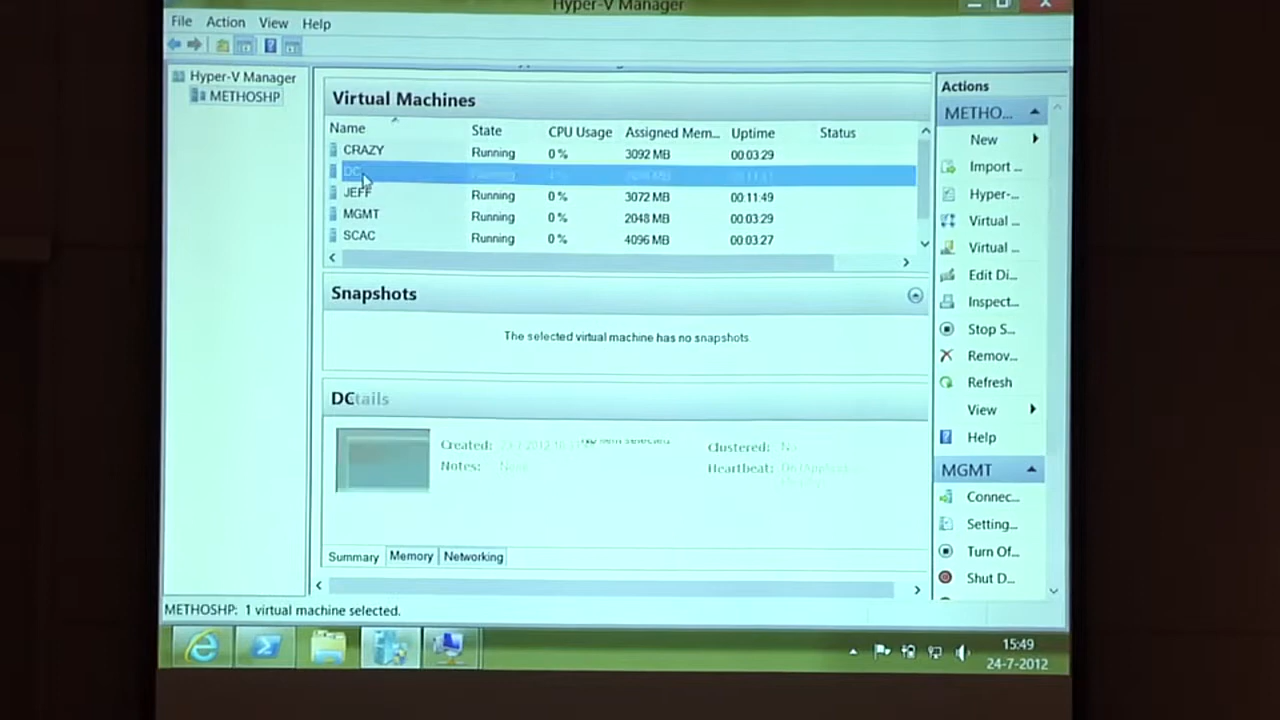 Hyper-V Manager
File Action View Help
Hyper-V Manager
METHOSHP
Virtual Machines
Name State CPU Usage Assigned Mem... Uptime Status
CRAZY Running 0 % 3092 MB 00:03:29
DC Running
JEFF Running 0 % 3072 MB 00:11:49
MGMT Running 0 % 2048 MB 00:03:29
SCAC Running 0 % 4096 MB 00:03:27
Snapshots
The selected virtual machine has no snapshots.
DCtails
Created: Clustered:
Notes: None Heartbeat:
Summary Memory Networking
METHOSHP: 1 virtual machine selected.
Actions
METHO...
New
Import ...
Hyper-...
Virtual ...
Virtual ...
Edit Di...
Inspect...
Stop S...
Remov...
Refresh
View
Help
MGMT
Connec...
Setting...
Turn Of...
Shut D...
15:49
24-7-2012